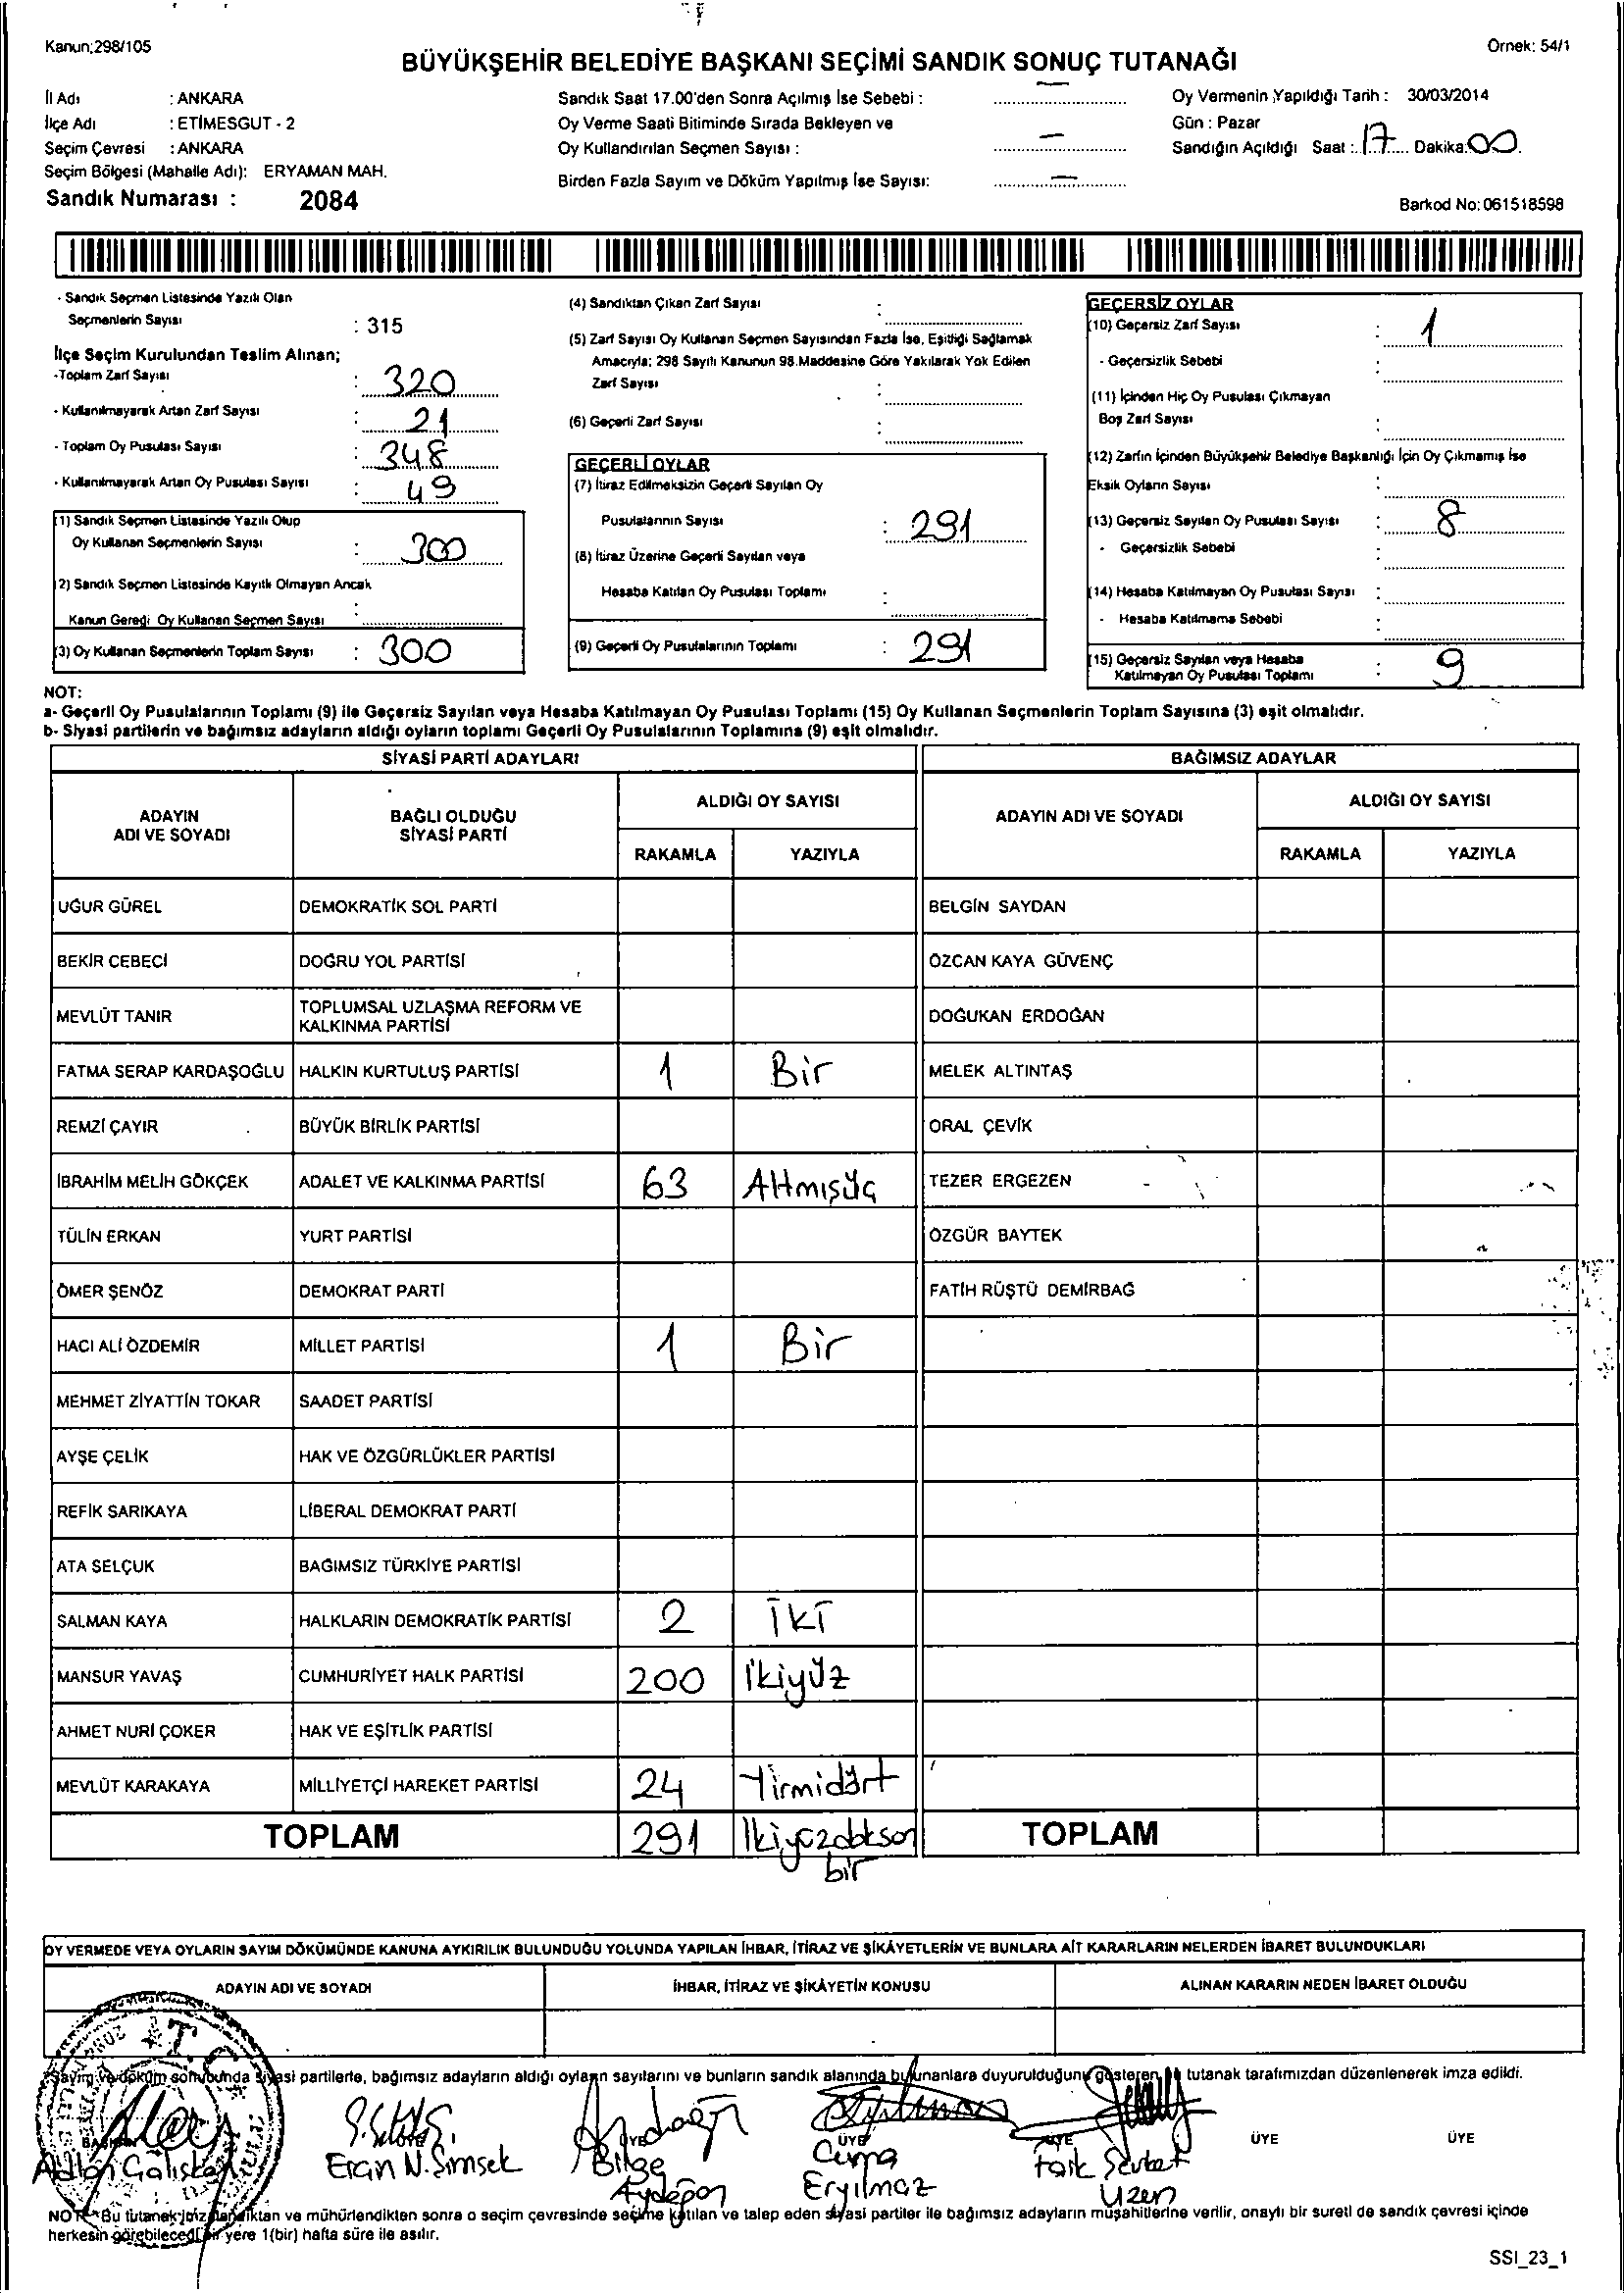 Kanun;298/105
Örnek: 54/1
BÜYÜKŞEHİR BELEDİYE BAŞKANI SEÇİMİ SANDIK SONUÇ TUTANAĞI
İl Adı : ANKARA
İlçe Adı : ETİMESGUT - 2
Seçim Çevresi : ANKARA
Seçim Bölgesi (Mahalle Adı): ERYAMAN MAH.
Sandık Numarası : 2084
Sandık Saat 17.00'den Sonra Açılmış İse Sebebi : —
Oy Verme Saati Bitiminde Sırada Bekleyen ve
Oy Kullandırılan Seçmen Sayısı : —
Birden Fazla Sayım ve Döküm Yapılmış İse Sayısı: —
Oy Vermenin Yapıldığı Tarih : 30/03/2014
Gün : Pazar
Sandığın Açıldığı Saat : 17 Dakika: 00
Barkod No: 061518598
- Sandık Seçmen Listesinde Yazılı Olan
Seçmenlerin Sayısı : 315
İlçe Seçim Kurulundan Teslim Alınan;
-Toplam Zarf Sayısı : 320
- Kullanılmayarak Artan Zarf Sayısı : 21
- Toplam Oy Pusulası Sayısı : 348
- Kullanılmayarak Artan Oy Pusulası Sayısı : 49
(1) Sandık Seçmen Listesinde Yazılı Olup
Oy Kullanan Seçmenlerin Sayısı : 300
(2) Sandık Seçmen Listesinde Kayıtlı Olmayan Ancak
Kanun Gereği Oy Kullanan Seçmen Sayısı :
(3) Oy Kullanan Seçmenlerin Toplam Sayısı : 300
(4) Sandıktan Çıkan Zarf Sayısı :
(5) Zarf Sayısı Oy Kullanan Seçmen Sayısından Fazla İse, Eşitliği Sağlamak
Amacıyla; 298 Sayılı Kanunun 98.Maddesine Göre Yakılarak Yok Edilen
Zarf Sayısı :
(6) Geçerli Zarf Sayısı :
GEÇERLİ OYLAR
(7) İtiraz Edilmeksizin Geçerli Sayılan Oy
Pusulalarının Sayısı : 291
(8) İtiraz Üzerine Geçerli Sayılan veya
Hesaba Katılan Oy Pusulası Toplamı :
(9) Geçerli Oy Pusulalarının Toplamı : 291
GEÇERSİZ OYLAR
(10) Geçersiz Zarf Sayısı : 1
- Geçersizlik Sebebi :
(11) İçinden Hiç Oy Pusulası Çıkmayan
Boş Zarf Sayısı :
(12) Zarfın İçinden Büyükşehir Belediye Başkanlığı İçin Oy Çıkmamış İse
Eksik Oyların Sayısı :
(13) Geçersiz Sayılan Oy Pusulası Sayısı : 8
- Geçersizlik Sebebi :
(14) Hesaba Katılmayan Oy Pusulası Sayısı :
- Hesaba Katılmama Sebebi :
(15) Geçersiz Sayılan veya Hesaba
Katılmayan Oy Pusulası Toplamı : 9
NOT:
a- Geçerli Oy Pusulalarının Toplamı (9) ile Geçersiz Sayılan veya Hesaba Katılmayan Oy Pusulası Toplamı (15) Oy Kullanan Seçmenlerin Toplam Sayısına (3) eşit olmalıdır.
b- Siyasi partilerin ve bağımsız adayların aldığı oyların toplamı Geçerli Oy Pusulalarının Toplamına (9) eşit olmalıdır.
SİYASİ PARTİ ADAYLARI BAĞIMSIZ ADAYLAR
ADAYIN ADI VE SOYADI BAĞLI OLDUĞU SİYASİ PARTİ ALDIĞI OY SAYISI ADAYIN ADI VE SOYADI ALDIĞI OY SAYISI
RAKAMLA YAZIYLA RAKAMLA YAZIYLA
UĞUR GÜREL DEMOKRATİK SOL PARTİ BELGİN SAYDAN
BEKİR CEBECİ DOĞRU YOL PARTİSİ ÖZCAN KAYA GÜVENÇ
MEVLÜT TANIR TOPLUMSAL UZLAŞMA REFORM VE KALKINMA PARTİSİ DOĞUKAN ERDOĞAN
FATMA SERAP KARDAŞOĞLU HALKIN KURTULUŞ PARTİSİ 1 Bir MELEK ALTINTAŞ
REMZİ ÇAYIR BÜYÜK BİRLİK PARTİSİ ORAL ÇEVİK
İBRAHİM MELİH GÖKÇEK ADALET VE KALKINMA PARTİSİ 63 Altmışüç TEZER ERGEZEN
TÜLİN ERKAN YURT PARTİSİ ÖZGÜR BAYTEK
ÖMER ŞENÖZ DEMOKRAT PARTİ FATİH RÜŞTÜ DEMİRBAĞ
HACI ALİ ÖZDEMİR MİLLET PARTİSİ 1 Bir
MEHMET ZİYATTİN TOKAR SAADET PARTİSİ
AYŞE ÇELİK HAK VE ÖZGÜRLÜKLER PARTİSİ
REFİK SARIKAYA LİBERAL DEMOKRAT PARTİ
ATA SELÇUK BAĞIMSIZ TÜRKİYE PARTİSİ
SALMAN KAYA HALKLARIN DEMOKRATİK PARTİSİ 2 İki
MANSUR YAVAŞ CUMHURİYET HALK PARTİSİ 200 ikiyüz
AHMET NURİ ÇOKER HAK VE EŞİTLİK PARTİSİ
MEVLÜT KARAKAYA MİLLİYETÇİ HAREKET PARTİSİ 24 Yirmidört
TOPLAM 291 İkiyüzdokson bir TOPLAM
OY VERMEDE VEYA OYLARIN SAYIM DÖKÜMÜNDE KANUNA AYKIRILIK BULUNDUĞU YOLUNDA YAPILAN İHBAR, İTİRAZ VE ŞİKÂYETLERİN VE BUNLARA AİT KARARLARIN NELERDEN İBARET BULUNDUKLARI
ADAYIN ADI VE SOYADI İHBAR, İTİRAZ VE ŞİKÂYETİN KONUSU ALINAN KARARIN NEDEN İBARET OLDUĞU
T.C.
Sayım ve döküm sonucunda siyasi partilerle, bağımsız adayların aldığı oyların sayılarını ve bunların sandık alanında bulunanlara duyurulduğunu gösteren bu tutanak tarafımızdan düzenlenerek imza edildi.
BAŞKAN ÜYE ÜYE ÜYE ÜYE ÜYE ÜYE
Ercan N. Şimşek Bilge Cuma Faik Şevket
Eryılmaz Uzen
NOT: Bu tutanak imzalandıktan ve mühürlendikten sonra o seçim çevresinde seçime katılan ve talep eden siyasi partiler ile bağımsız adayların müşahitlerine verilir, onaylı bir sureti de sandık çevresi içinde
herkesin görebileceği bir yere 1(bir) hafta süre ile asılır.
SSI_23_1